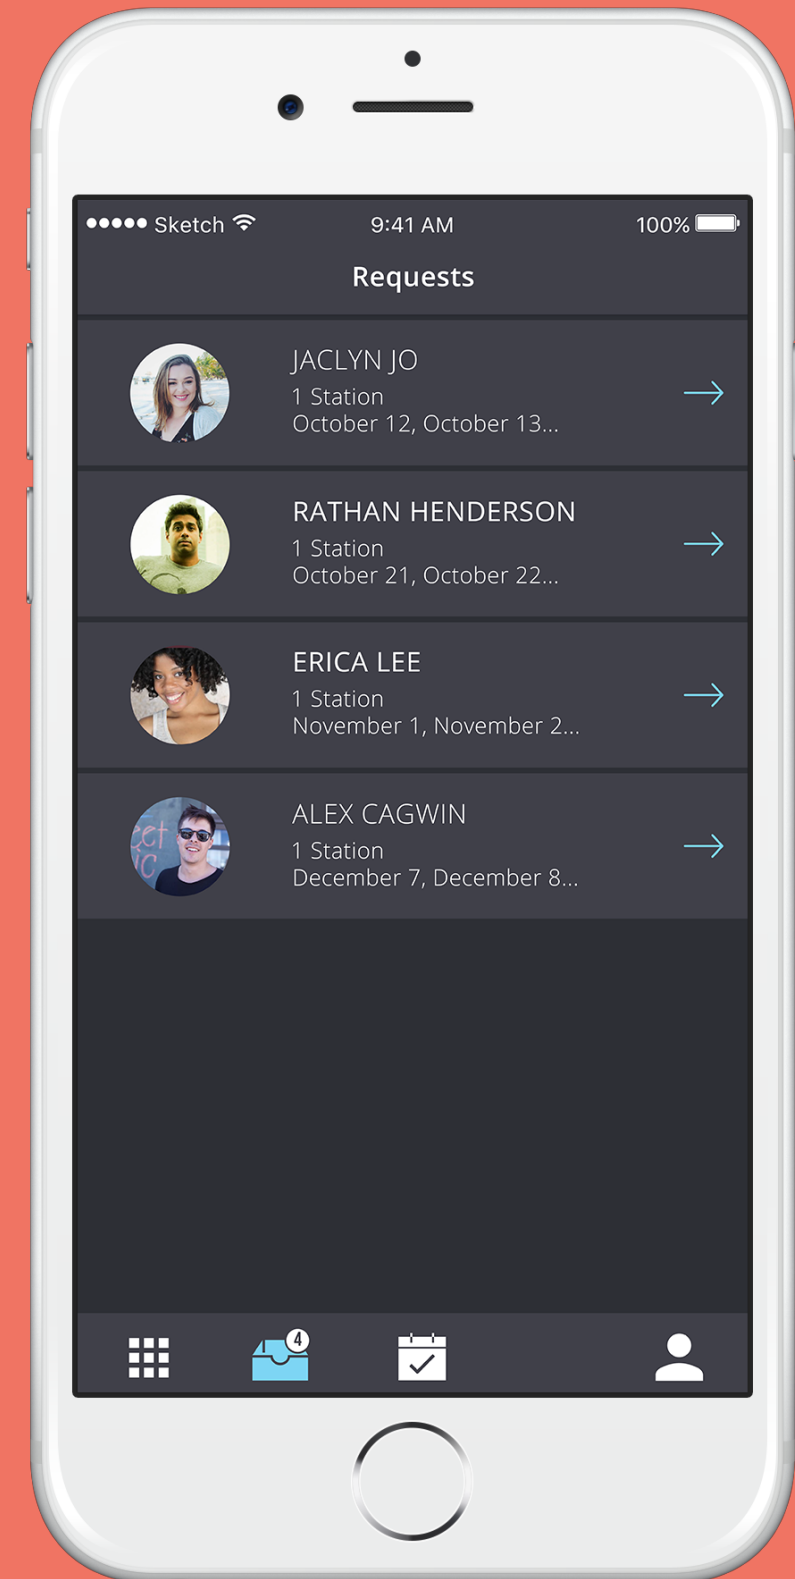 Sketch 9:41 AM 100%
Requests
JACLYN JO
1 Station
October 12, October 13...
RATHAN HENDERSON
1 Station
October 21, October 22...
ERICA LEE
1 Station
November 1, November 2...
ALEX CAGWIN
1 Station
December 7, December 8...
4